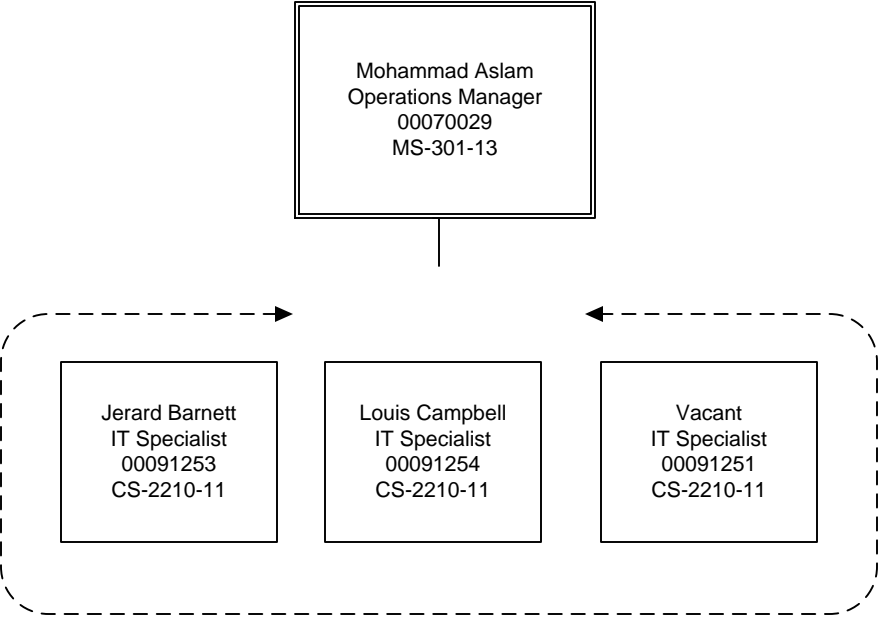 Mohammad Aslam
Operations Manager
00070029
MS-301-13
Jerard Barnett
IT Specialist
00091253
CS-2210-11
Louis Campbell
IT Specialist
00091254
CS-2210-11
Vacant
IT Specialist
00091251
CS-2210-11